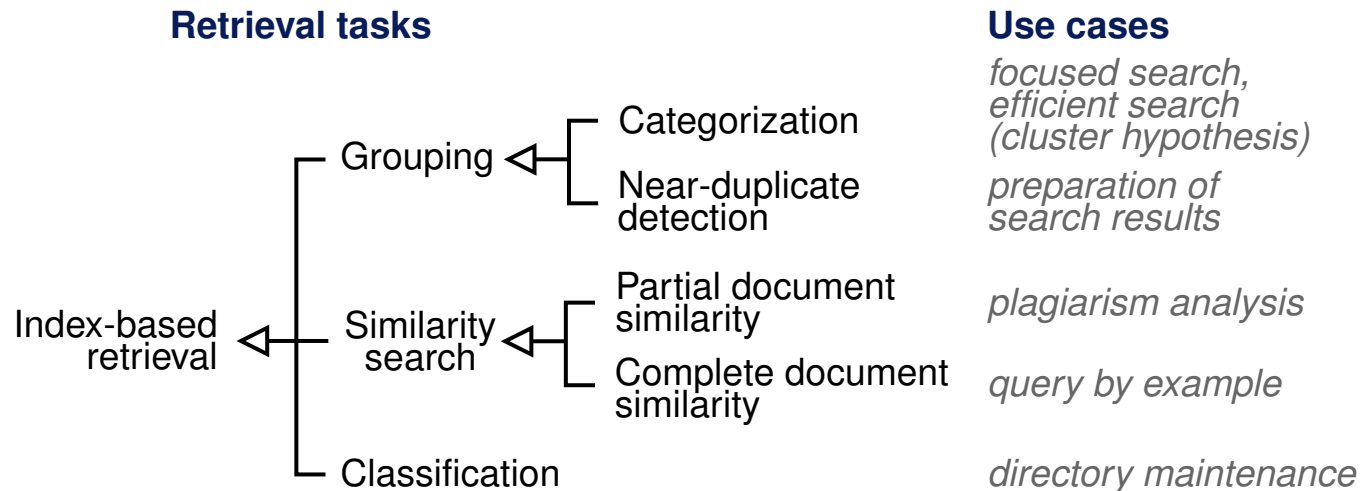 Retrieval tasks
Use cases
focused search,
efficient search
(cluster hypothesis)
Categorization
Grouping
Near-duplicate
detection
preparation of
search results
Partial document
similarity
plagiarism analysis
Index-based
retrieval
Similarity
search
Complete document
similarity
query by example
Classification
directory maintenance